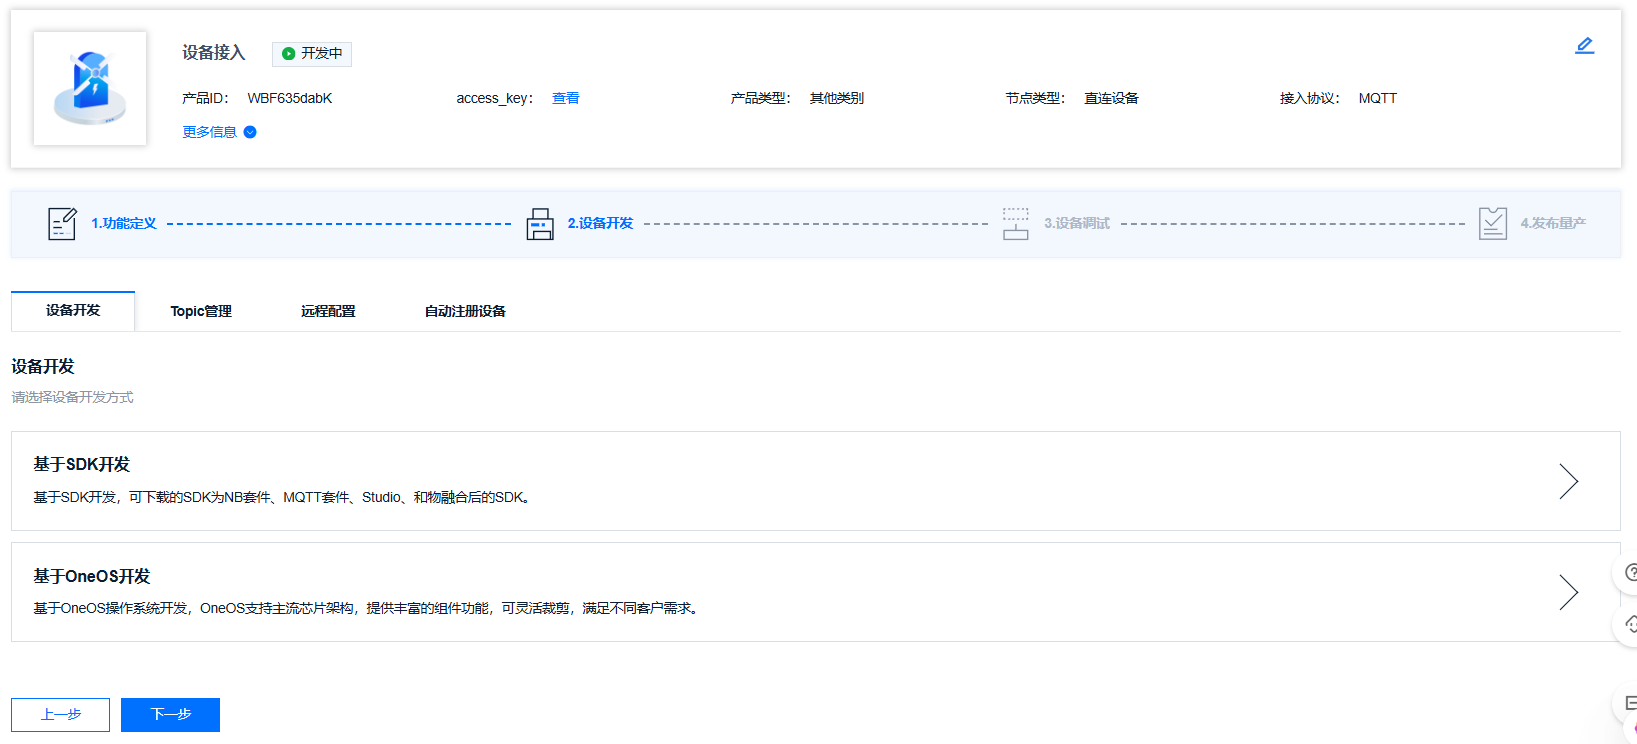 设备接入 开发中
产品ID： WBF635dabK access_key： 查看 产品类型： 其他类别 节点类型： 直连设备 接入协议： MQTT
更多信息
1.功能定义 2.设备开发 3.设备调试 4.发布量产
设备开发 Topic管理 远程配置 自动注册设备
设备开发
请选择设备开发方式
基于SDK开发
基于SDK开发，可下载的SDK为NB套件、MQTT套件、Studio、和物融合后的SDK。
基于OneOS开发
基于OneOS操作系统开发，OneOS支持主流芯片架构，提供丰富的组件功能，可灵活裁剪，满足不同客户需求。
上一步 下一步